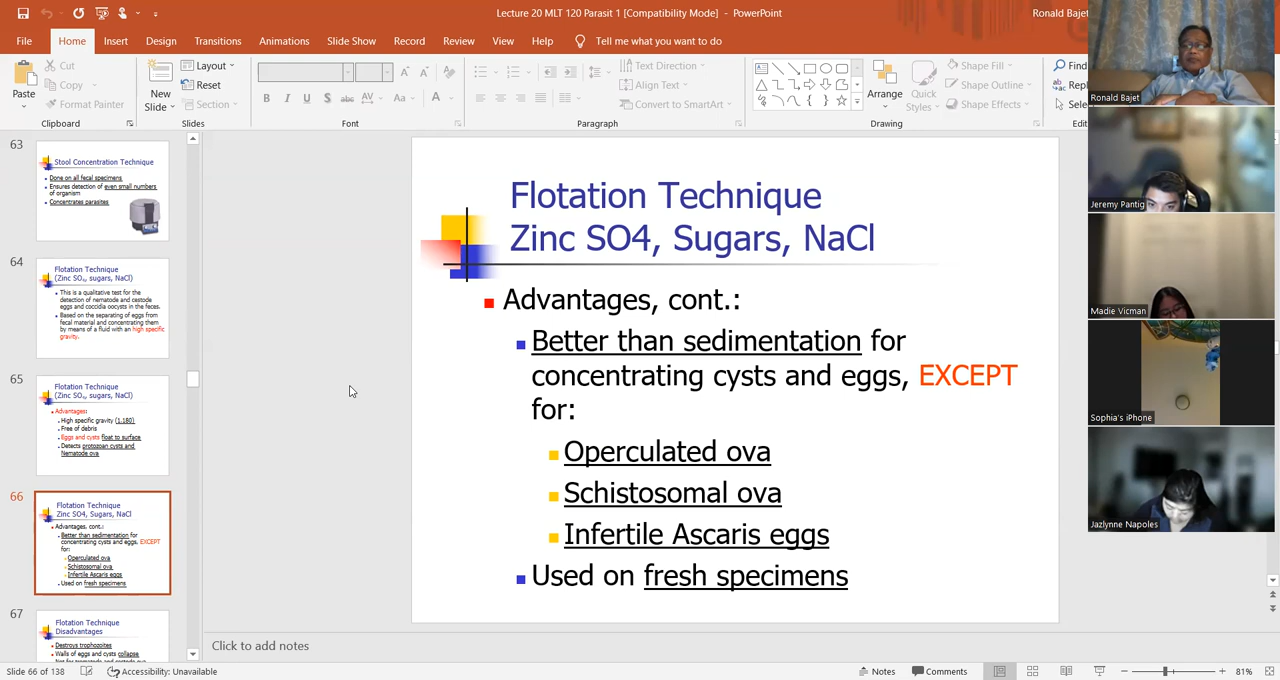 Lecture 20 MLT 120 Parasit 1 [Compatibility Mode] - PowerPoint
Ronald Bajet
File
Home
Insert
Design
Transitions
Animations
Slide Show
Record
Review
View
Help
Tell me what you want to do
Paste
Cut
Copy
Format Painter
Clipboard
New
Slide
Layout
Reset
Section
Slides
B I U S abc AV Aa A
Font
Text Direction
Align Text
Convert to SmartArt
Paragraph
Arrange
Quick
Styles
Shape Fill
Shape Outline
Shape Effects
Drawing
Find
Ronald Bajet
Jeremy Pantig
Madie Vicman
Sophia's iPhone
Jazlynne Napoles
63
Stool Concentration Technique
Done on all fecal specimens
Ensures detection of even small numbers
of organism
Concentrates parasites
64
Flotation Technique
(Zinc SO₄, sugars, NaCl)
This is a qualitative test for the
detection of nematode and cestode
eggs and coccidia oocysts in the feces.
Based on the separating of eggs from
fecal material and concentrating them
by means of a fluid with an high specific
gravity.
65
Flotation Technique
(Zinc SO₄, sugars, NaCl)
Advantages:
High specific gravity (1.180)
Free of debris
Eggs and cysts float to surface
Detects protozoan cysts and
Nematode ova
66
Flotation Technique
Zinc SO4, Sugars, NaCl
Advantages, cont.:
Better than sedimentation for
concentrating cysts and eggs, EXCEPT
for:
Operculated ova
Schistosomal ova
Infertile Ascaris eggs
Used on fresh specimens
67
Flotation Technique
Disadvantages
Destroys trophozoites
Walls of eggs and cysts collapse
Flotation Technique
Zinc SO4, Sugars, NaCl
Advantages, cont.:
Better than sedimentation for
concentrating cysts and eggs, EXCEPT
for:
Operculated ova
Schistosomal ova
Infertile Ascaris eggs
Used on fresh specimens
Click to add notes
Slide 66 of 138
Accessibility: Unavailable
Notes
Comments
81%